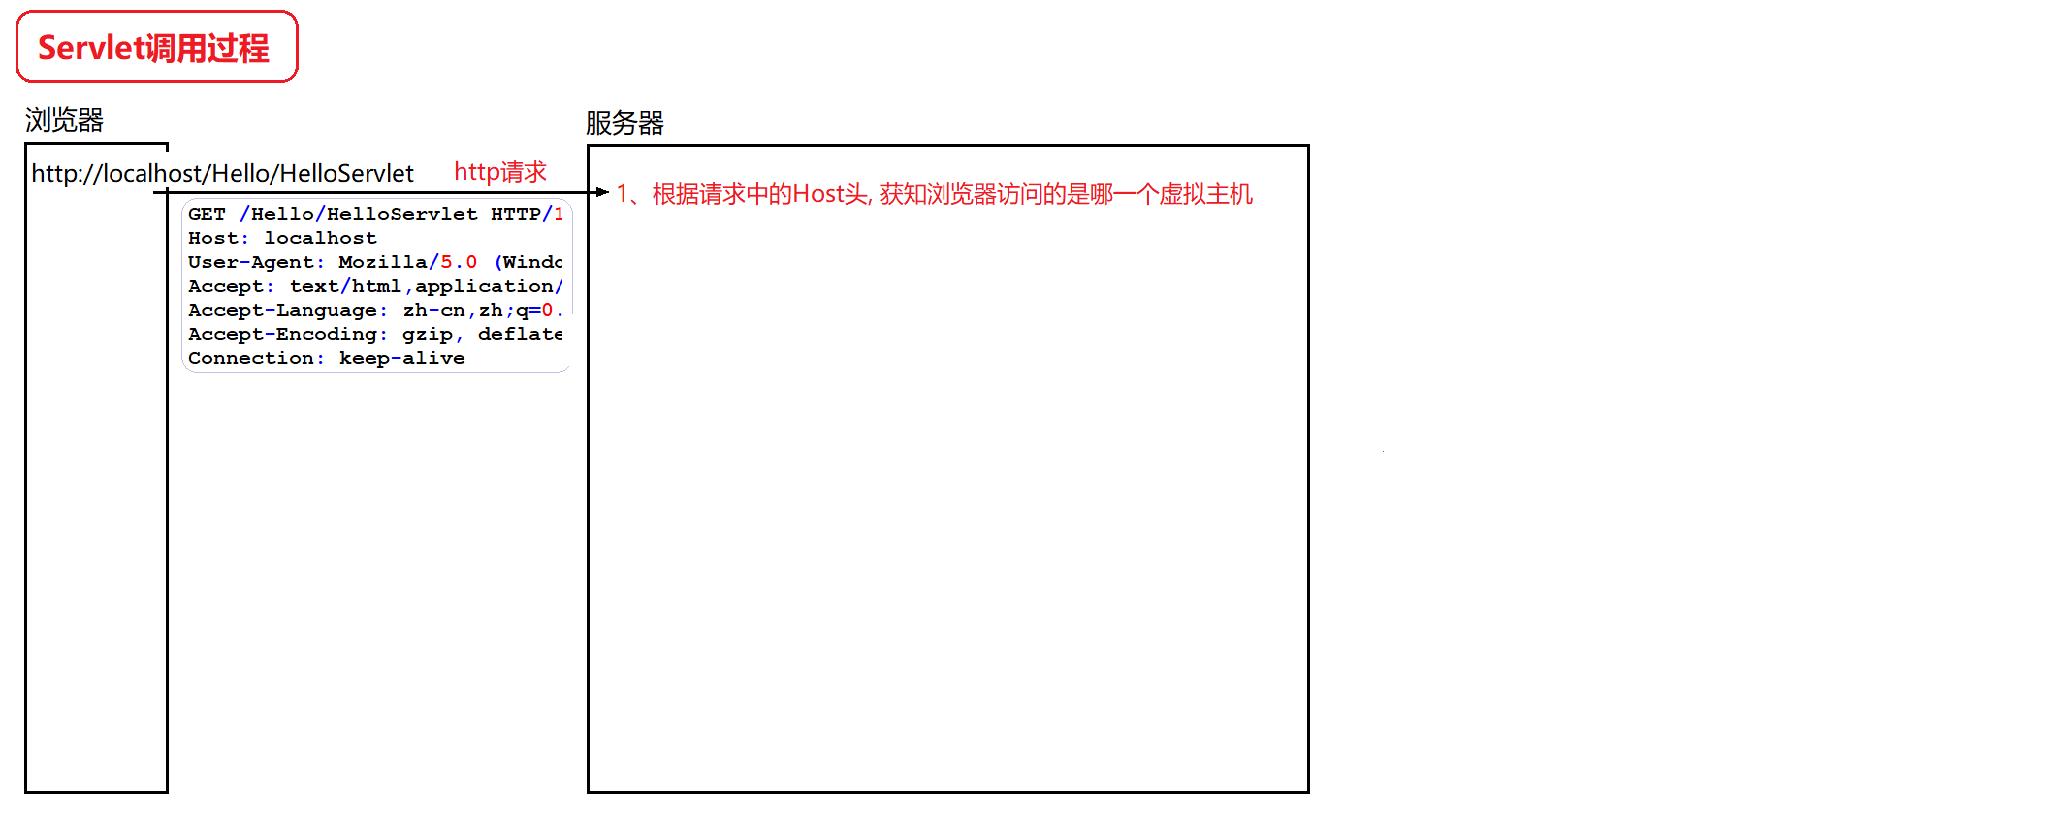 Servlet调用过程
浏览器
服务器
http://localhost/Hello/HelloServlet
http请求
1、根据请求中的Host头, 获知浏览器访问的是哪一个虚拟主机
GET /Hello/HelloServlet HTTP/1
Host: localhost
User-Agent: Mozilla/5.0 (Windo
Accept: text/html,application/
Accept-Language: zh-cn,zh;q=0.
Accept-Encoding: gzip, deflate
Connection: keep-alive